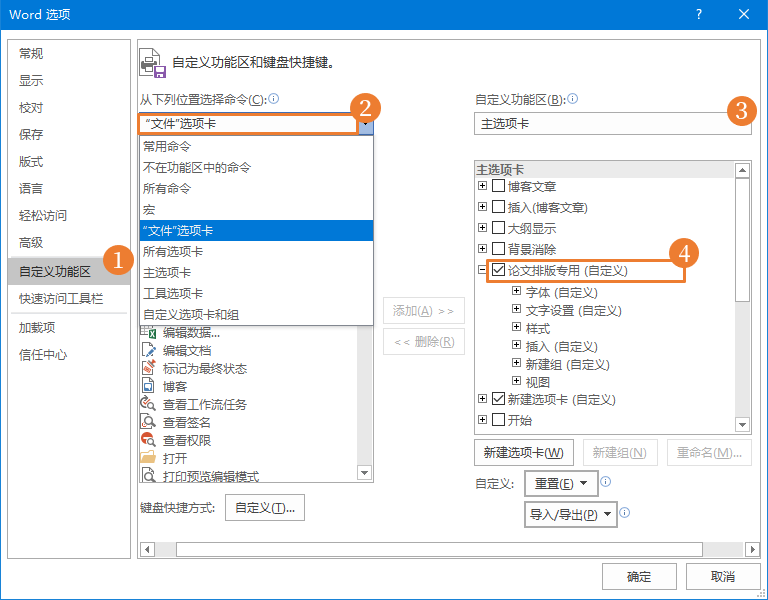 Word 选项
?
常规
显示
校对
保存
版式
语言
轻松访问
高级
自定义功能区
1
快速访问工具栏
加载项
信任中心
自定义功能区和键盘快捷键。
从下列位置选择命令(C):
2
“文件”选项卡
常用命令
不在功能区中的命令
所有命令
宏
“文件”选项卡
所有选项卡
主选项卡
工具选项卡
自定义选项卡和组
编辑数据...
编辑文档
标记为最终状态
博客
查看工作流任务
查看签名
查看权限
打开
打印预览编辑模式
键盘快捷方式:
自定义(T)...
添加(A) >>
<< 删除(R)
自定义功能区(B):
3
主选项卡
主选项卡
博客文章
插入(博客文章)
大纲显示
背景消除
4
论文排版专用 (自定义)
字体 (自定义)
文字设置 (自定义)
样式
插入 (自定义)
新建组 (自定义)
视图
新建选项卡 (自定义)
开始
新建选项卡(W)
新建组(N)
重命名(M)...
自定义:
重置(E)
导入/导出(P)
确定
取消